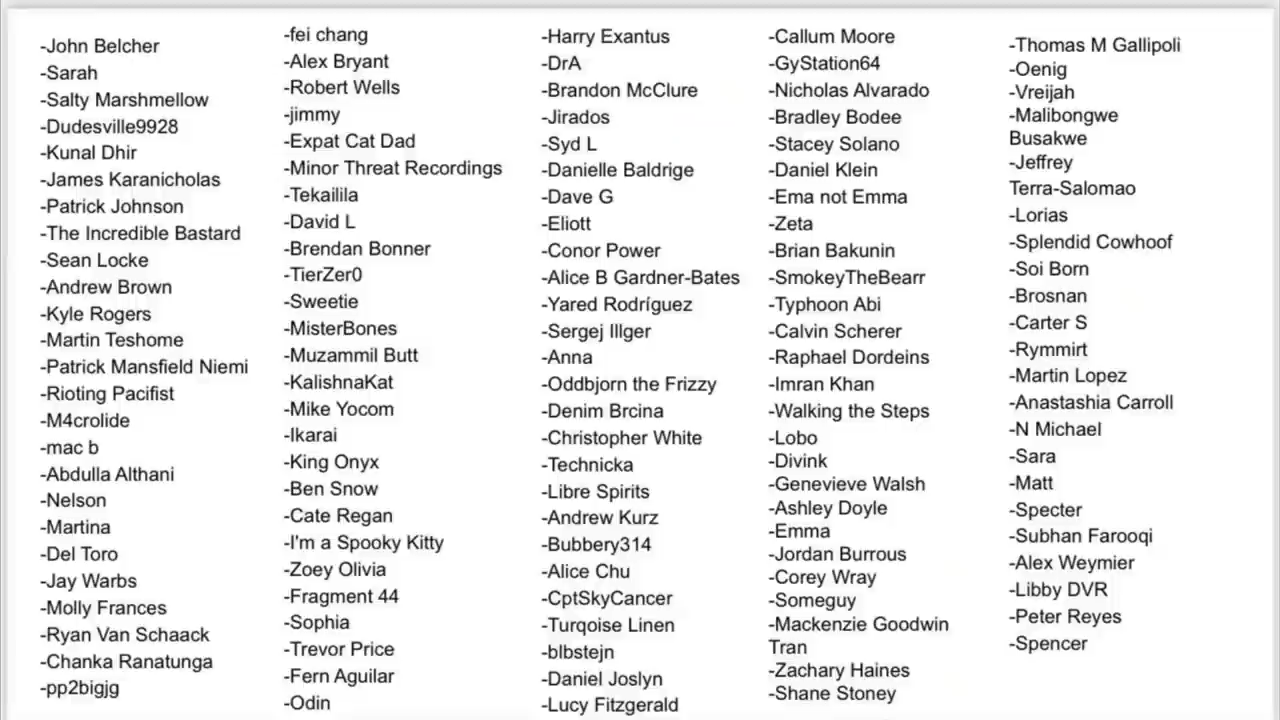 -John Belcher
-Sarah
-Salty Marshmellow
-Dudesville9928
-Kunal Dhir
-James Karanicholas
-Patrick Johnson
-The Incredible Bastard
-Sean Locke
-Andrew Brown
-Kyle Rogers
-Martin Teshome
-Patrick Mansfield Niemi
-Rioting Pacifist
-M4crolide
-mac b
-Abdulla Althani
-Nelson
-Martina
-Del Toro
-Jay Warbs
-Molly Frances
-Ryan Van Schaack
-Chanka Ranatunga
-pp2bigjg
-fei chang
-Alex Bryant
-Robert Wells
-jimmy
-Expat Cat Dad
-Minor Threat Recordings
-Tekailila
-David L
-Brendan Bonner
-TierZer0
-Sweetie
-MisterBones
-Muzammil Butt
-KalishnaKat
-Mike Yocom
-Ikarai
-King Onyx
-Ben Snow
-Cate Regan
-I'm a Spooky Kitty
-Zoey Olivia
-Fragment 44
-Sophia
-Trevor Price
-Fern Aguilar
-Odin
-Harry Exantus
-DrA
-Brandon McClure
-Jirados
-Syd L
-Danielle Baldrige
-Dave G
-Eliott
-Conor Power
-Alice B Gardner-Bates
-Yared Rodríguez
-Sergej Illger
-Anna
-Oddbjorn the Frizzy
-Denim Brcina
-Christopher White
-Technicka
-Libre Spirits
-Andrew Kurz
-Bubbery314
-Alice Chu
-CptSkyCancer
-Turqoise Linen
-blbstejn
-Daniel Joslyn
-Lucy Fitzgerald
-Callum Moore
-GyStation64
-Nicholas Alvarado
-Bradley Bodee
-Stacey Solano
-Daniel Klein
-Ema not Emma
-Zeta
-Brian Bakunin
-SmokeyTheBearr
-Typhoon Abi
-Calvin Scherer
-Raphael Dordeins
-Imran Khan
-Walking the Steps
-Lobo
-Divink
-Genevieve Walsh
-Ashley Doyle
-Emma
-Jordan Burrous
-Corey Wray
-Someguy
-Mackenzie Goodwin
Tran
-Zachary Haines
-Shane Stoney
-Thomas M Gallipoli
-Oenig
-Vreijah
-Malibongwe
Busakwe
-Jeffrey
Terra-Salomao
-Lorias
-Splendid Cowhoof
-Soi Born
-Brosnan
-Carter S
-Rymmirt
-Martin Lopez
-Anastashia Carroll
-N Michael
-Sara
-Matt
-Specter
-Subhan Farooqi
-Alex Weymier
-Libby DVR
-Peter Reyes
-Spencer